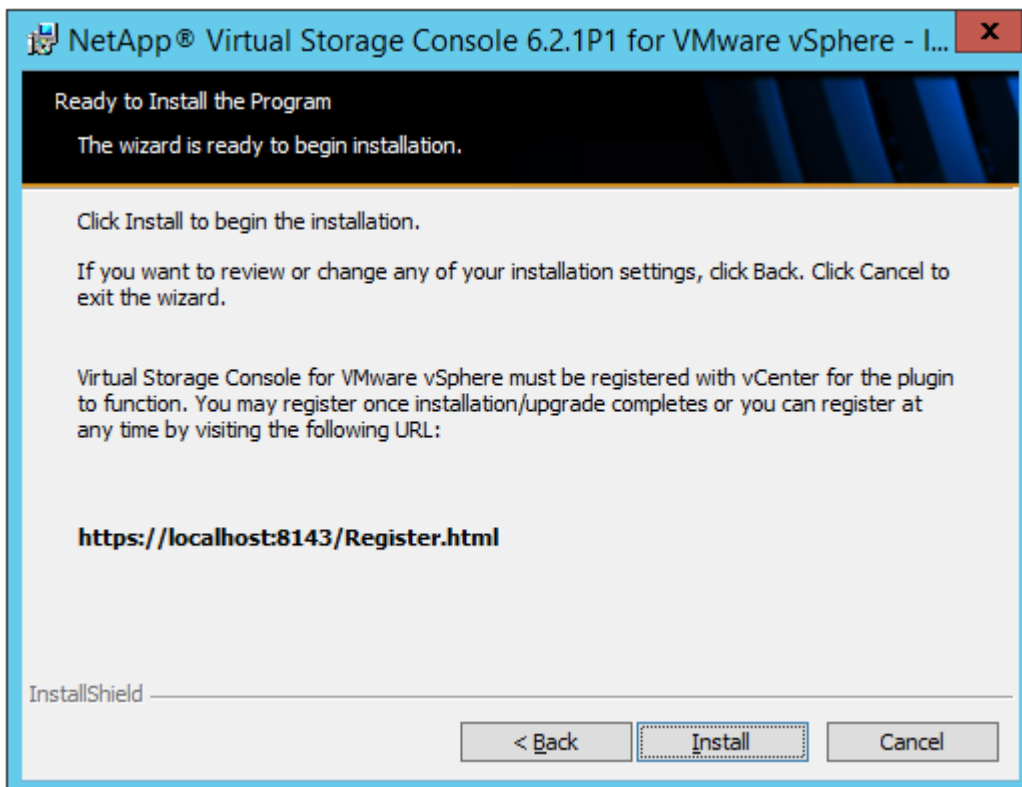 NetApp® Virtual Storage Console 6.2.1P1 for VMware vSphere - I...
x
Ready to Install the Program
The wizard is ready to begin installation.
Click Install to begin the installation.
If you want to review or change any of your installation settings, click Back. Click Cancel to
exit the wizard.
Virtual Storage Console for VMware vSphere must be registered with vCenter for the plugin
to function. You may register once installation/upgrade completes or you can register at
any time by visiting the following URL:
https://localhost:8143/Register.html
InstallShield
< Back
Install
Cancel